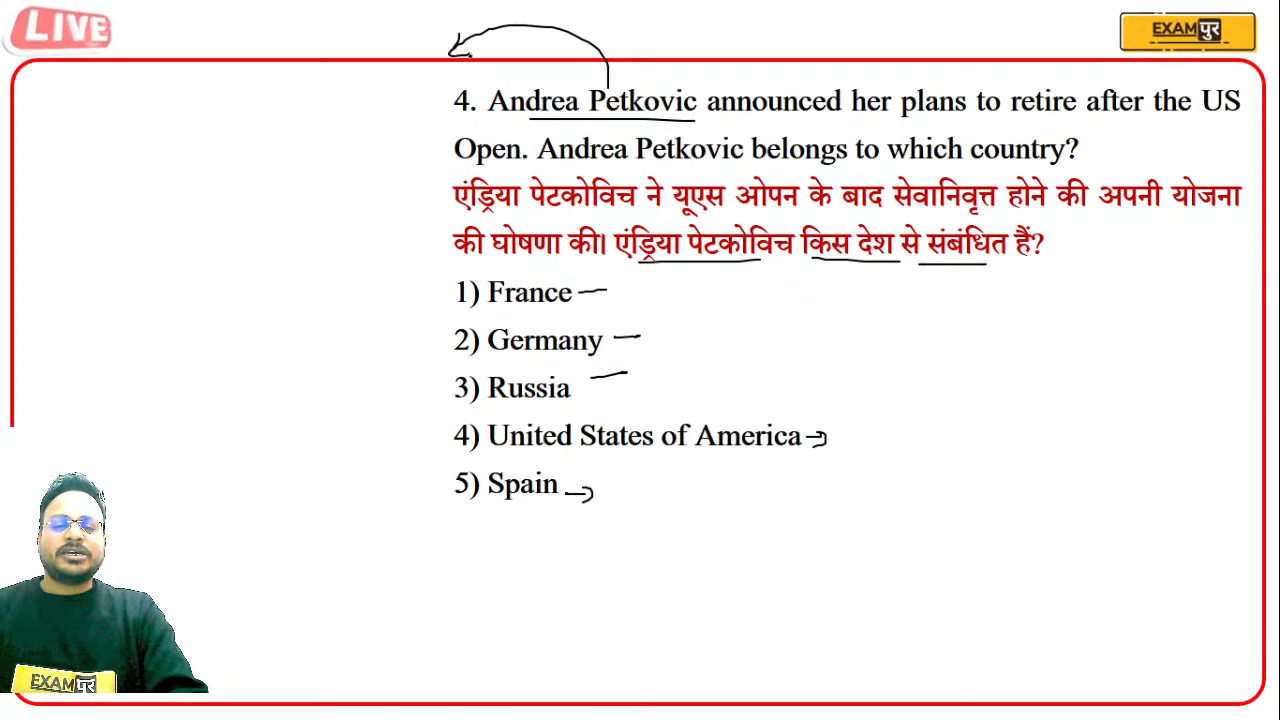 LIVE
EXAMपुर
4. Andrea Petkovic announced her plans to retire after the US
Open. Andrea Petkovic belongs to which country?
एंड्रिया पेटकोविच ने यूएस ओपन के बाद सेवानिवृत्त होने की अपनी योजना
की घोषणा की। एंड्रिया पेटकोविच किस देश से संबंधित हैं?
1) France
2) Germany
3) Russia
4) United States of America
5) Spain
EXAMपुर